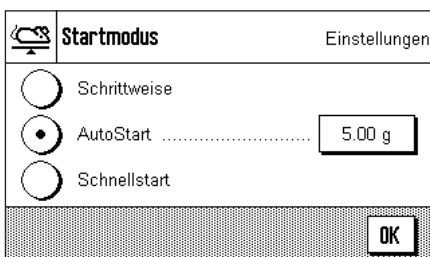 Startmodus Einstellungen
Schrittweise
AutoStart ............................ 5.00 g
Schnellstart
OK